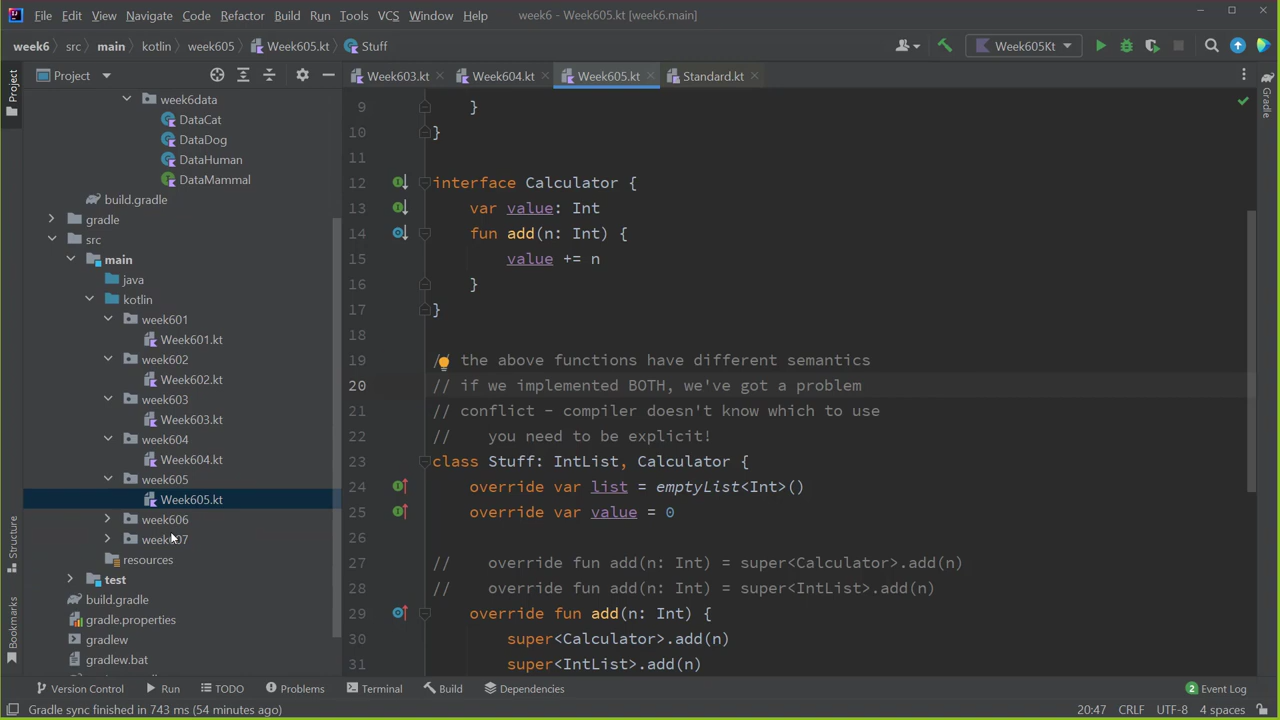 File Edit View Navigate Code Refactor Build Run Tools VCS Window Help week6 - Week605.kt [week6.main]
week6 src main kotlin week605 Week605.kt Stuff Week605Kt
Project Week603.kt Week604.kt Week605.kt Standard.kt
Project
Structure
Bookmarks
week6data
DataCat
DataDog
DataHuman
DataMammal
build.gradle
gradle
src
main
java
kotlin
week601
Week601.kt
week602
Week602.kt
week603
Week603.kt
week604
Week604.kt
week605
Week605.kt
week606
week607
resources
test
build.gradle
gradle.properties
gradlew
gradlew.bat
9 }
10 }
11
12 interface Calculator {
13 var value: Int
14 fun add(n: Int) {
15 value += n
16 }
17 }
18
19 // the above functions have different semantics
20 // if we implemented BOTH, we've got a problem
21 // conflict - compiler doesn't know which to use
22 // you need to be explicit!
23 class Stuff: IntList, Calculator {
24 override var list = emptyList<Int>()
25 override var value = 0
26
27 // override fun add(n: Int) = super<Calculator>.add(n)
28 // override fun add(n: Int) = super<IntList>.add(n)
29 override fun add(n: Int) {
30 super<Calculator>.add(n)
31 super<IntList>.add(n)
Gradle
Version Control Run TODO Problems Terminal Build Dependencies 2 Event Log
Gradle sync finished in 743 ms (54 minutes ago) 20:47 CRLF UTF-8 4 spaces